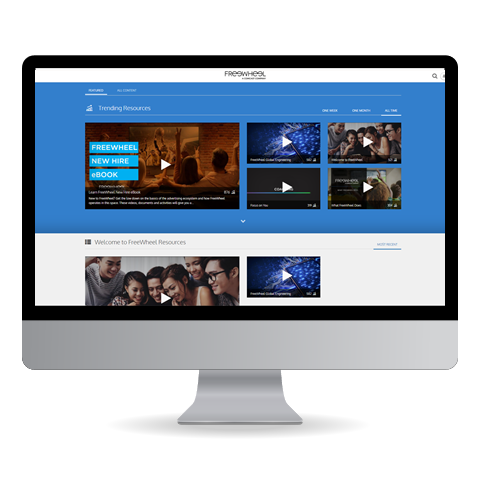 FREEWHEEL
A COMCAST COMPANY
FEATURED
ALL CONTENT
Trending Resources
ONE WEEK
ONE MONTH
ALL TIME
FREEWHEEL
NEW HIRE
eBOOK
Learn FreeWheel New Hire eBook
New to FreeWheel? Get the low down on the basics of the advertising ecosystem and how FreeWheel
operates in the space. These videos, documents and activities will give you a
FreeWheel Global Engineering
Welcome to FreeWheel
Focus on You
What FreeWheel Does
Welcome to FreeWheel Resources
MOST RECENT
FreeWheel Global Engineering